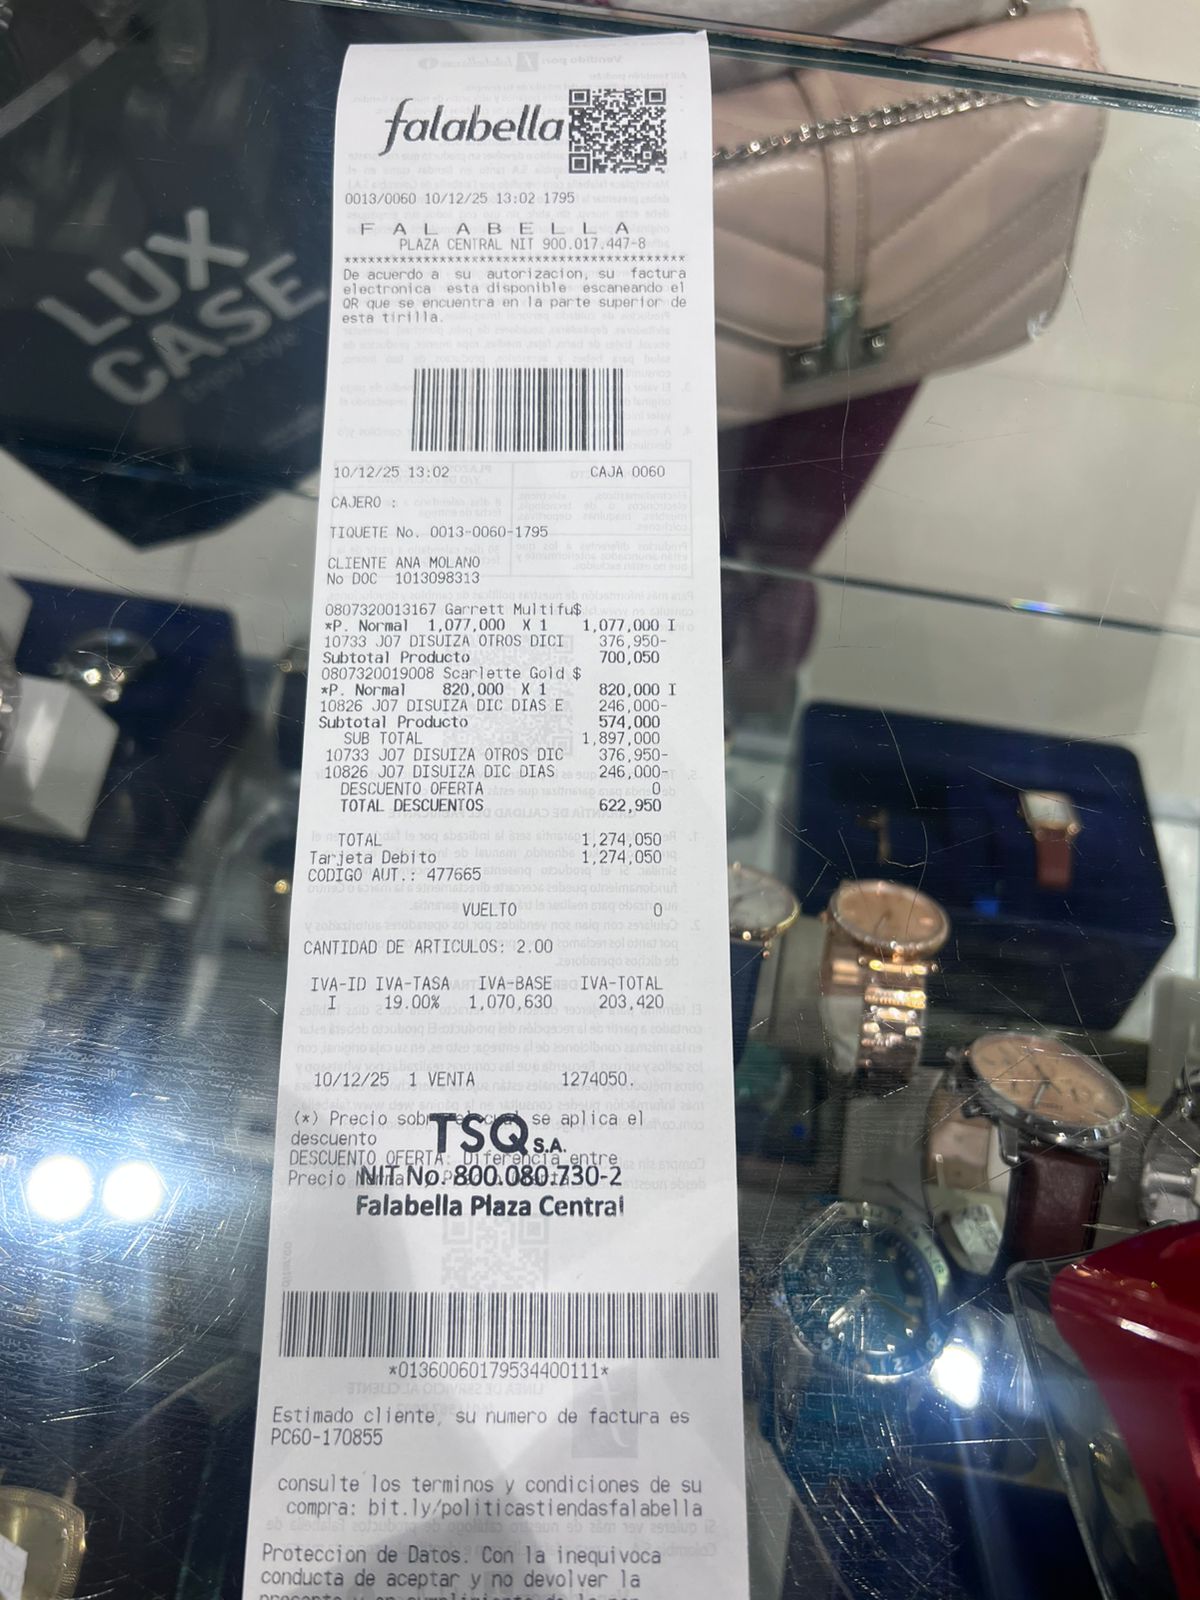 falabella
0013/0060 10/12/25 13:02 1795
FALABELLA
PLAZA CENTRAL NIT 900.017.447-8
*******************************************
De acuerdo a su autorizacion, su factura
electronica esta disponible escaneando el
QR que se encuentra en la parte superior de
esta tirilla.
10/12/25 13:02 CAJA 0060
CAJERO :
TIQUETE No. 0013-0060-1795
CLIENTE ANA MOLANO
No DOC 1013098313
0807320013167 Garrett Multifu$
*P. Normal 1,077,000 X 1 1,077,000 I
10733 J07 DISUIZA OTROS DICI 376,950-
Subtotal Producto 700,050
0807320019008 Scarlette Gold $
*P. Normal 820,000 X 1 820,000 I
10826 J07 DISUIZA DIC DIAS E 246,000-
Subtotal Producto 574,000
SUB TOTAL 1,897,000
10733 J07 DISUIZA OTROS DIC 376,950-
10826 J07 DISUIZA DIC DIAS 246,000-
DESCUENTO OFERTA 0
TOTAL DESCUENTOS 622,950
TOTAL 1,274,050
Tarjeta Debito 1,274,050
CODIGO AUT.: 477665
VUELTO 0
CANTIDAD DE ARTICULOS: 2.00
IVA-ID IVA-TASA IVA-BASE IVA-TOTAL
I 19.00% 1,070,630 203,420
10/12/25 1 VENTA 1274050.
(*) Precio sobre el cual se aplica el
descuento
TSQ S.A.
DESCUENTO OFERTA: Diferencia entre
Precio Normal y Precio
NIT No. 800.080.730-2
Falabella Plaza Central
*01360060179534400111*
Estimado cliente, su numero de factura es
PC60-170855
consulte los terminos y condiciones de su
compra: bit.ly/politicastiendasfalabella
Proteccion de Datos. Con la inequivoca
conducta de aceptar y no devolver la
LUX
CASE